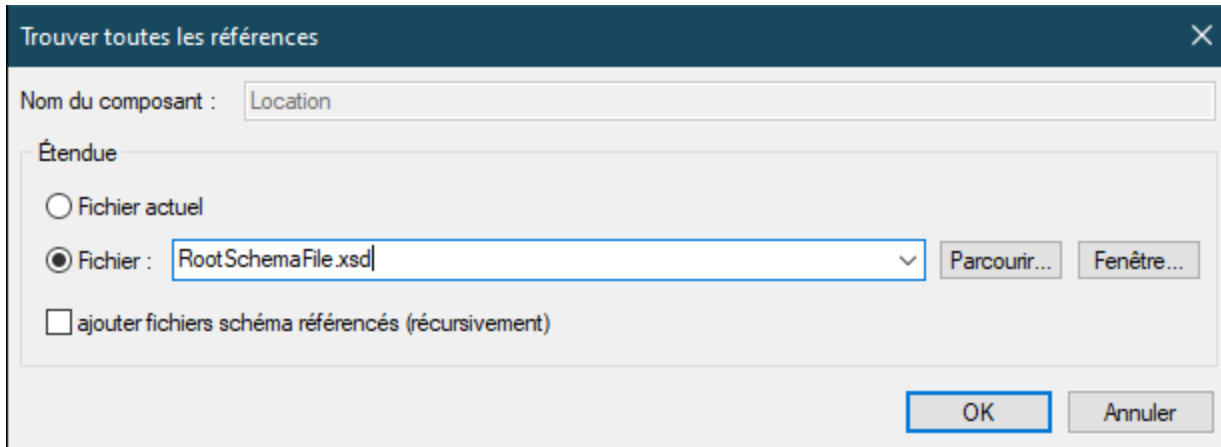 Trouver toutes les références
Nom du composant : Location
Étendue
Fichier actuel
Fichier : RootSchemaFile.xsd Parcourir... Fenêtre...
ajouter fichiers schéma référencés (récursivement)
OK Annuler